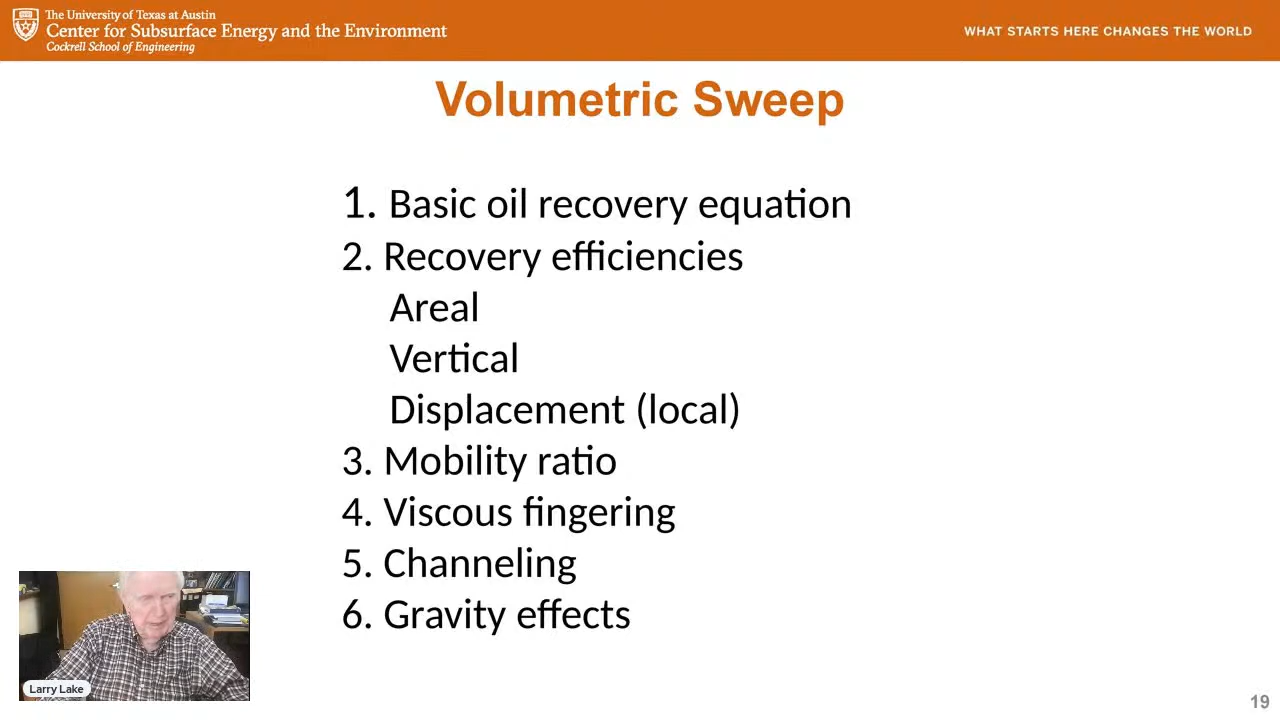 The University of Texas at Austin
Center for Subsurface Energy and the Environment
Cockrell School of Engineering
WHAT STARTS HERE CHANGES THE WORLD
Volumetric Sweep
1. Basic oil recovery equation
2. Recovery efficiencies
Areal
Vertical
Displacement (local)
3. Mobility ratio
4. Viscous fingering
5. Channeling
6. Gravity effects
Larry Lake
19